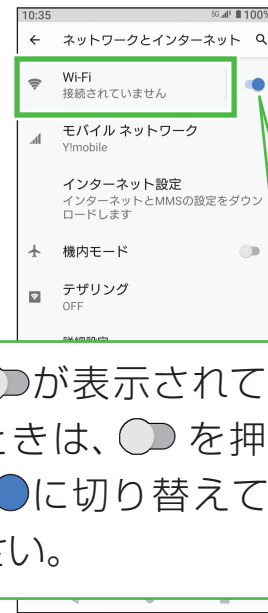 10:35 5G 100%
ネットワークとインターネット
Wi-Fi
接続されていません
モバイル ネットワーク
Y!mobile
インターネット設定
インターネットとMMSの設定をダウン
ロードします
機内モード
テザリング
OFF
が表示されて
ときは、 を押
に切り替えて
さい。